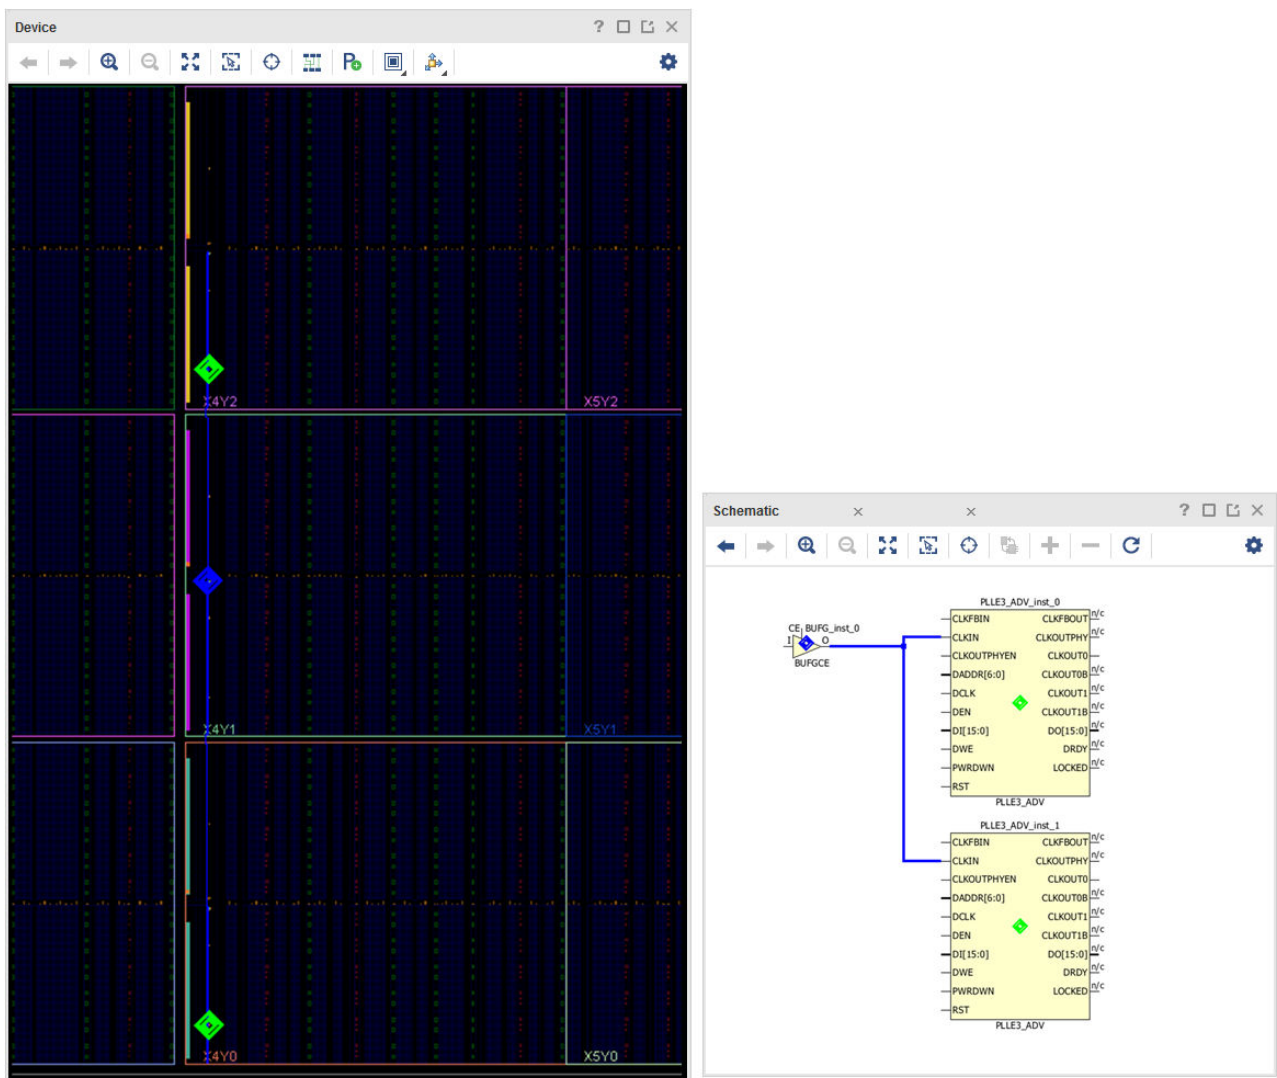 Device
X4Y2
X5Y2
X4Y1
X5Y1
X4Y0
X5Y0
Schematic
PLLE3_ADV_inst_0
CLKFBIN CLKFBOUT n/c
CLKIN CLKOUTPHY n/c
CLKOUTPHYEN CLKOUT0
DADDR[6:0] CLKOUT0B n/c
DCLK CLKOUT1 n/c
DEN CLKOUT1B n/c
DI[15:0] DO[15:0] n/c
DWE DRDY n/c
PWRDWN LOCKED n/c
RST
PLLE3_ADV
CE BUFG_inst_0
I O
BUFGCE
PLLE3_ADV_inst_1
CLKFBIN CLKFBOUT n/c
CLKIN CLKOUTPHY n/c
CLKOUTPHYEN CLKOUT0
DADDR[6:0] CLKOUT0B n/c
DCLK CLKOUT1 n/c
DEN CLKOUT1B n/c
DI[15:0] DO[15:0] n/c
DWE DRDY n/c
PWRDWN LOCKED n/c
RST
PLLE3_ADV